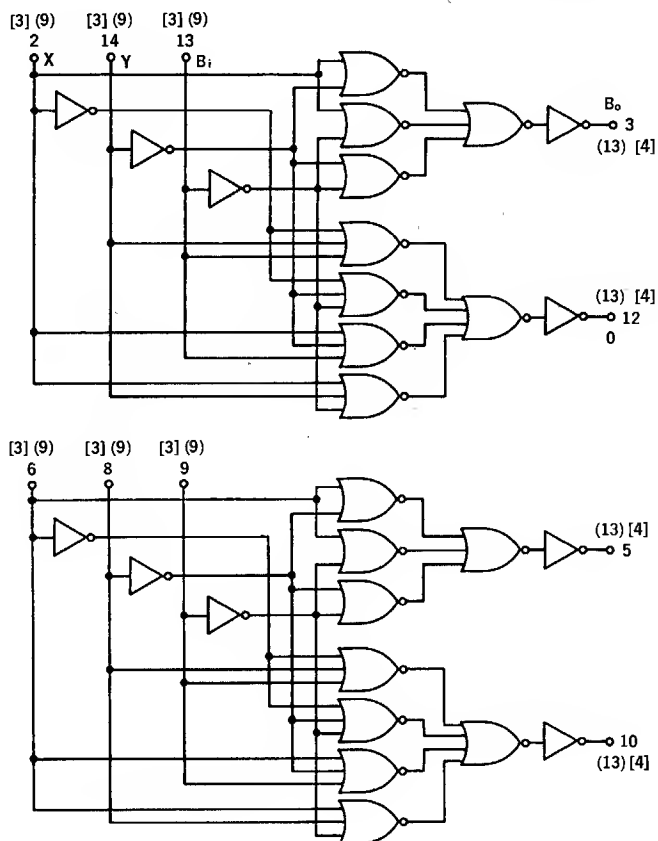 [3] (9) [3] (9) [3] (9)
2 14 13
X Y Bi
Bo
3
(13) [4]
(13) [4]
12
0
[3] (9) [3] (9) [3] (9)
6 8 9
(13) [4]
5
10
(13) [4]